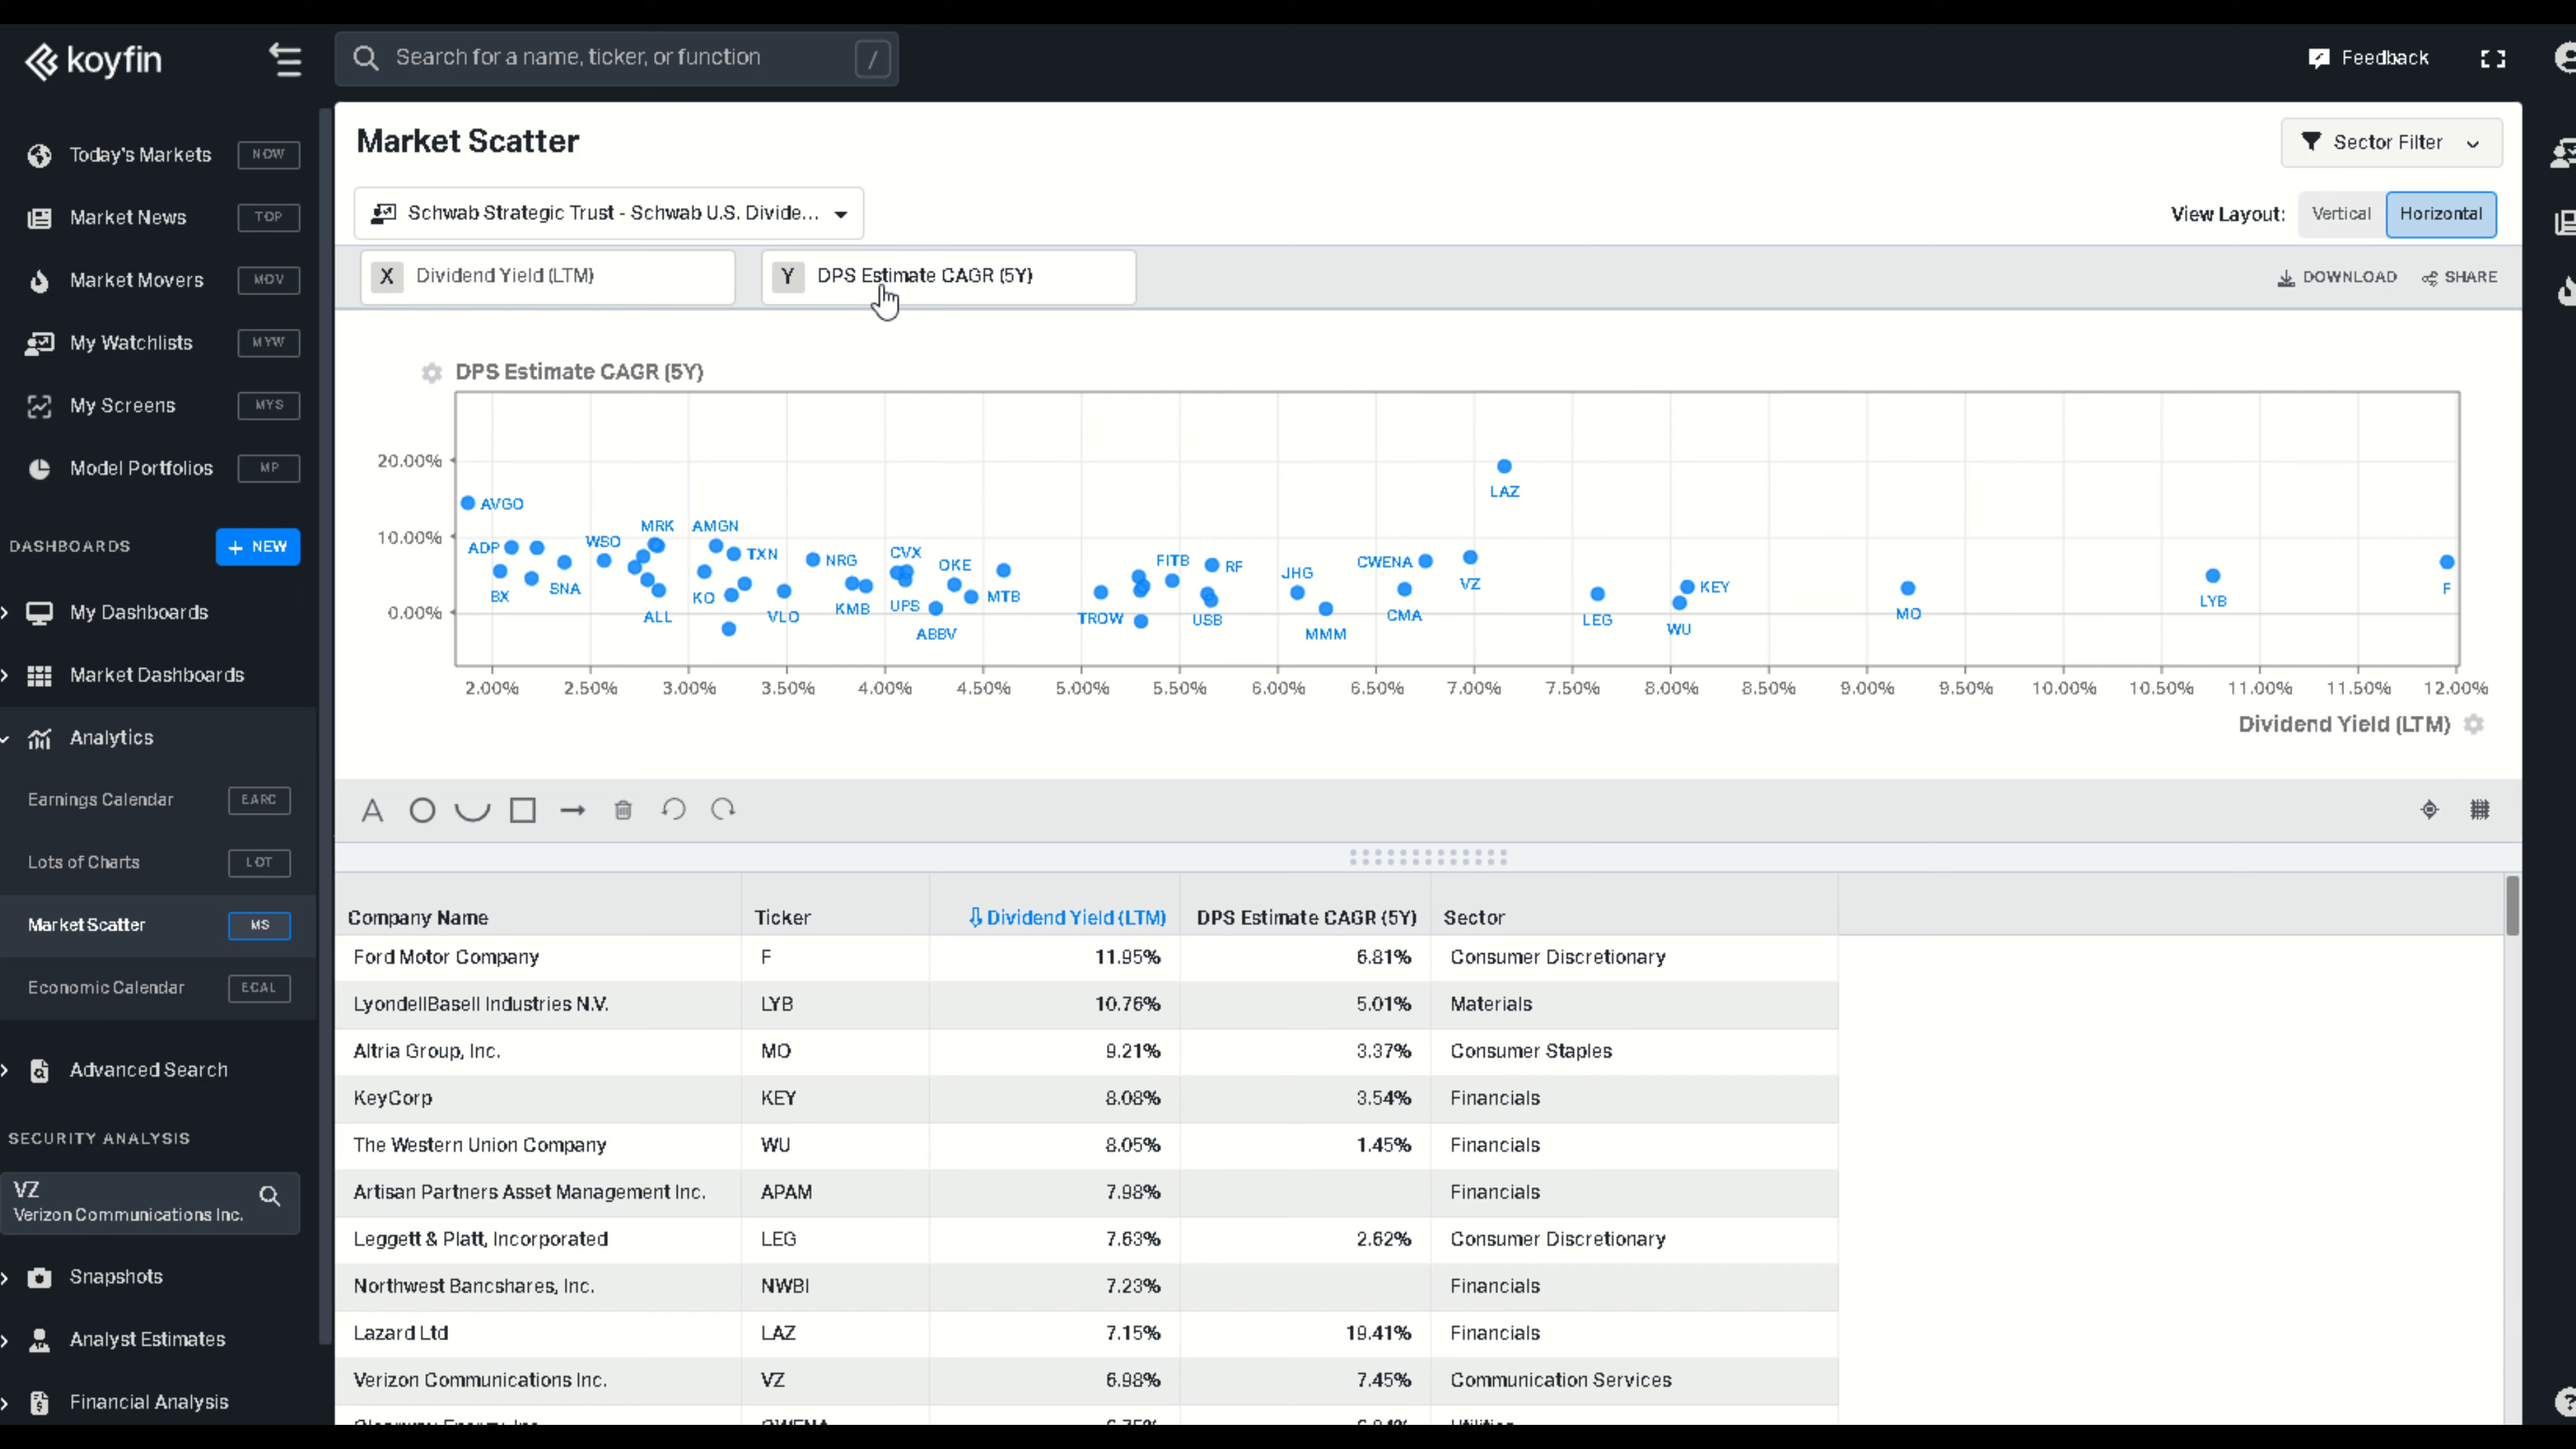 koyfin
Search for a name, ticker, or function
/
Feedback
Today's Markets NOW
Market News TOP
Market Movers MOV
My Watchlists MYW
My Screens MYS
Model Portfolios MP
DASHBOARDS
+ NEW
My Dashboards
Market Dashboards
Analytics
Earnings Calendar EARC
Lots of Charts LOT
Market Scatter MS
Economic Calendar ECAL
Advanced Search
SECURITY ANALYSIS
VZ
Verizon Communications Inc.
Snapshots
Analyst Estimates
Financial Analysis
Market Scatter
Sector Filter
Schwab Strategic Trust - Schwab U.S. Divide...
View Layout: Vertical Horizontal
X Dividend Yield (LTM)
Y DPS Estimate CAGR (5Y)
DOWNLOAD
SHARE
DPS Estimate CAGR (5Y)
20.00%
10.00%
0.00%
LAZ
AVGO
MRK AMGN
ADP WSO TXN NRG CVX OKE FITB RF CWENA
JHG
BX SNA KO KMB UPS MTB VZ KEY F
ALL VLO ABBV TROW USB MMM CMA LEG WU MO LYB
2.00% 2.50% 3.00% 3.50% 4.00% 4.50% 5.00% 5.50% 6.00% 6.50% 7.00% 7.50% 8.00% 8.50% 9.00% 9.50% 10.00% 10.50% 11.00% 11.50% 12.00%
Dividend Yield (LTM)
A
Company Name Ticker Dividend Yield (LTM) DPS Estimate CAGR (5Y) Sector
Ford Motor Company F 11.95% 6.81% Consumer Discretionary
LyondellBasell Industries N.V. LYB 10.76% 5.01% Materials
Altria Group, Inc. MO 9.21% 3.37% Consumer Staples
KeyCorp KEY 8.08% 3.54% Financials
The Western Union Company WU 8.05% 1.45% Financials
Artisan Partners Asset Management Inc. APAM 7.98% Financials
Leggett & Platt, Incorporated LEG 7.63% 2.62% Consumer Discretionary
Northwest Bancshares, Inc. NWBI 7.23% Financials
Lazard Ltd LAZ 7.15% 19.41% Financials
Verizon Communications Inc. VZ 6.98% 7.45% Communication Services